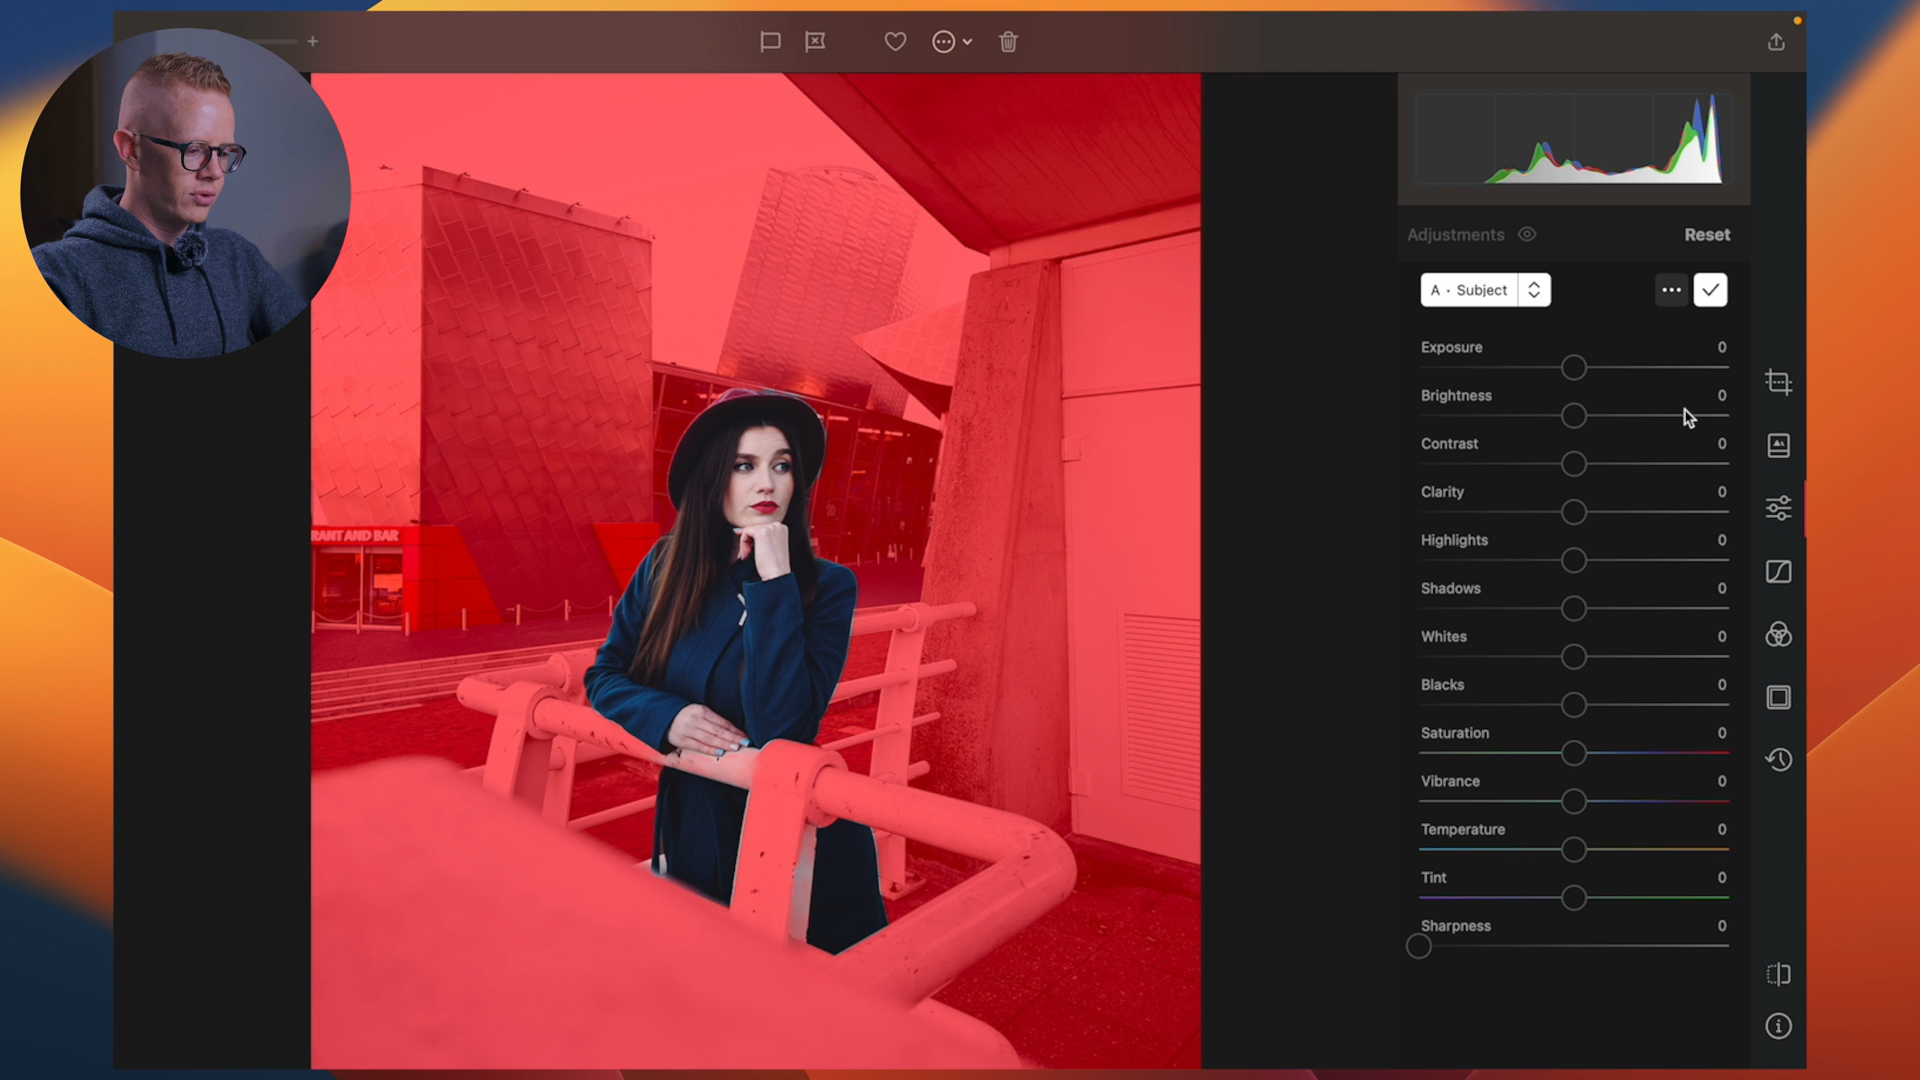 Adjustments
Reset
A • Subject
Exposure 0
Brightness 0
Contrast 0
Clarity 0
Highlights 0
Shadows 0
Whites 0
Blacks 0
Saturation 0
Vibrance 0
Temperature 0
Tint 0
Sharpness 0
RANT AND BAR